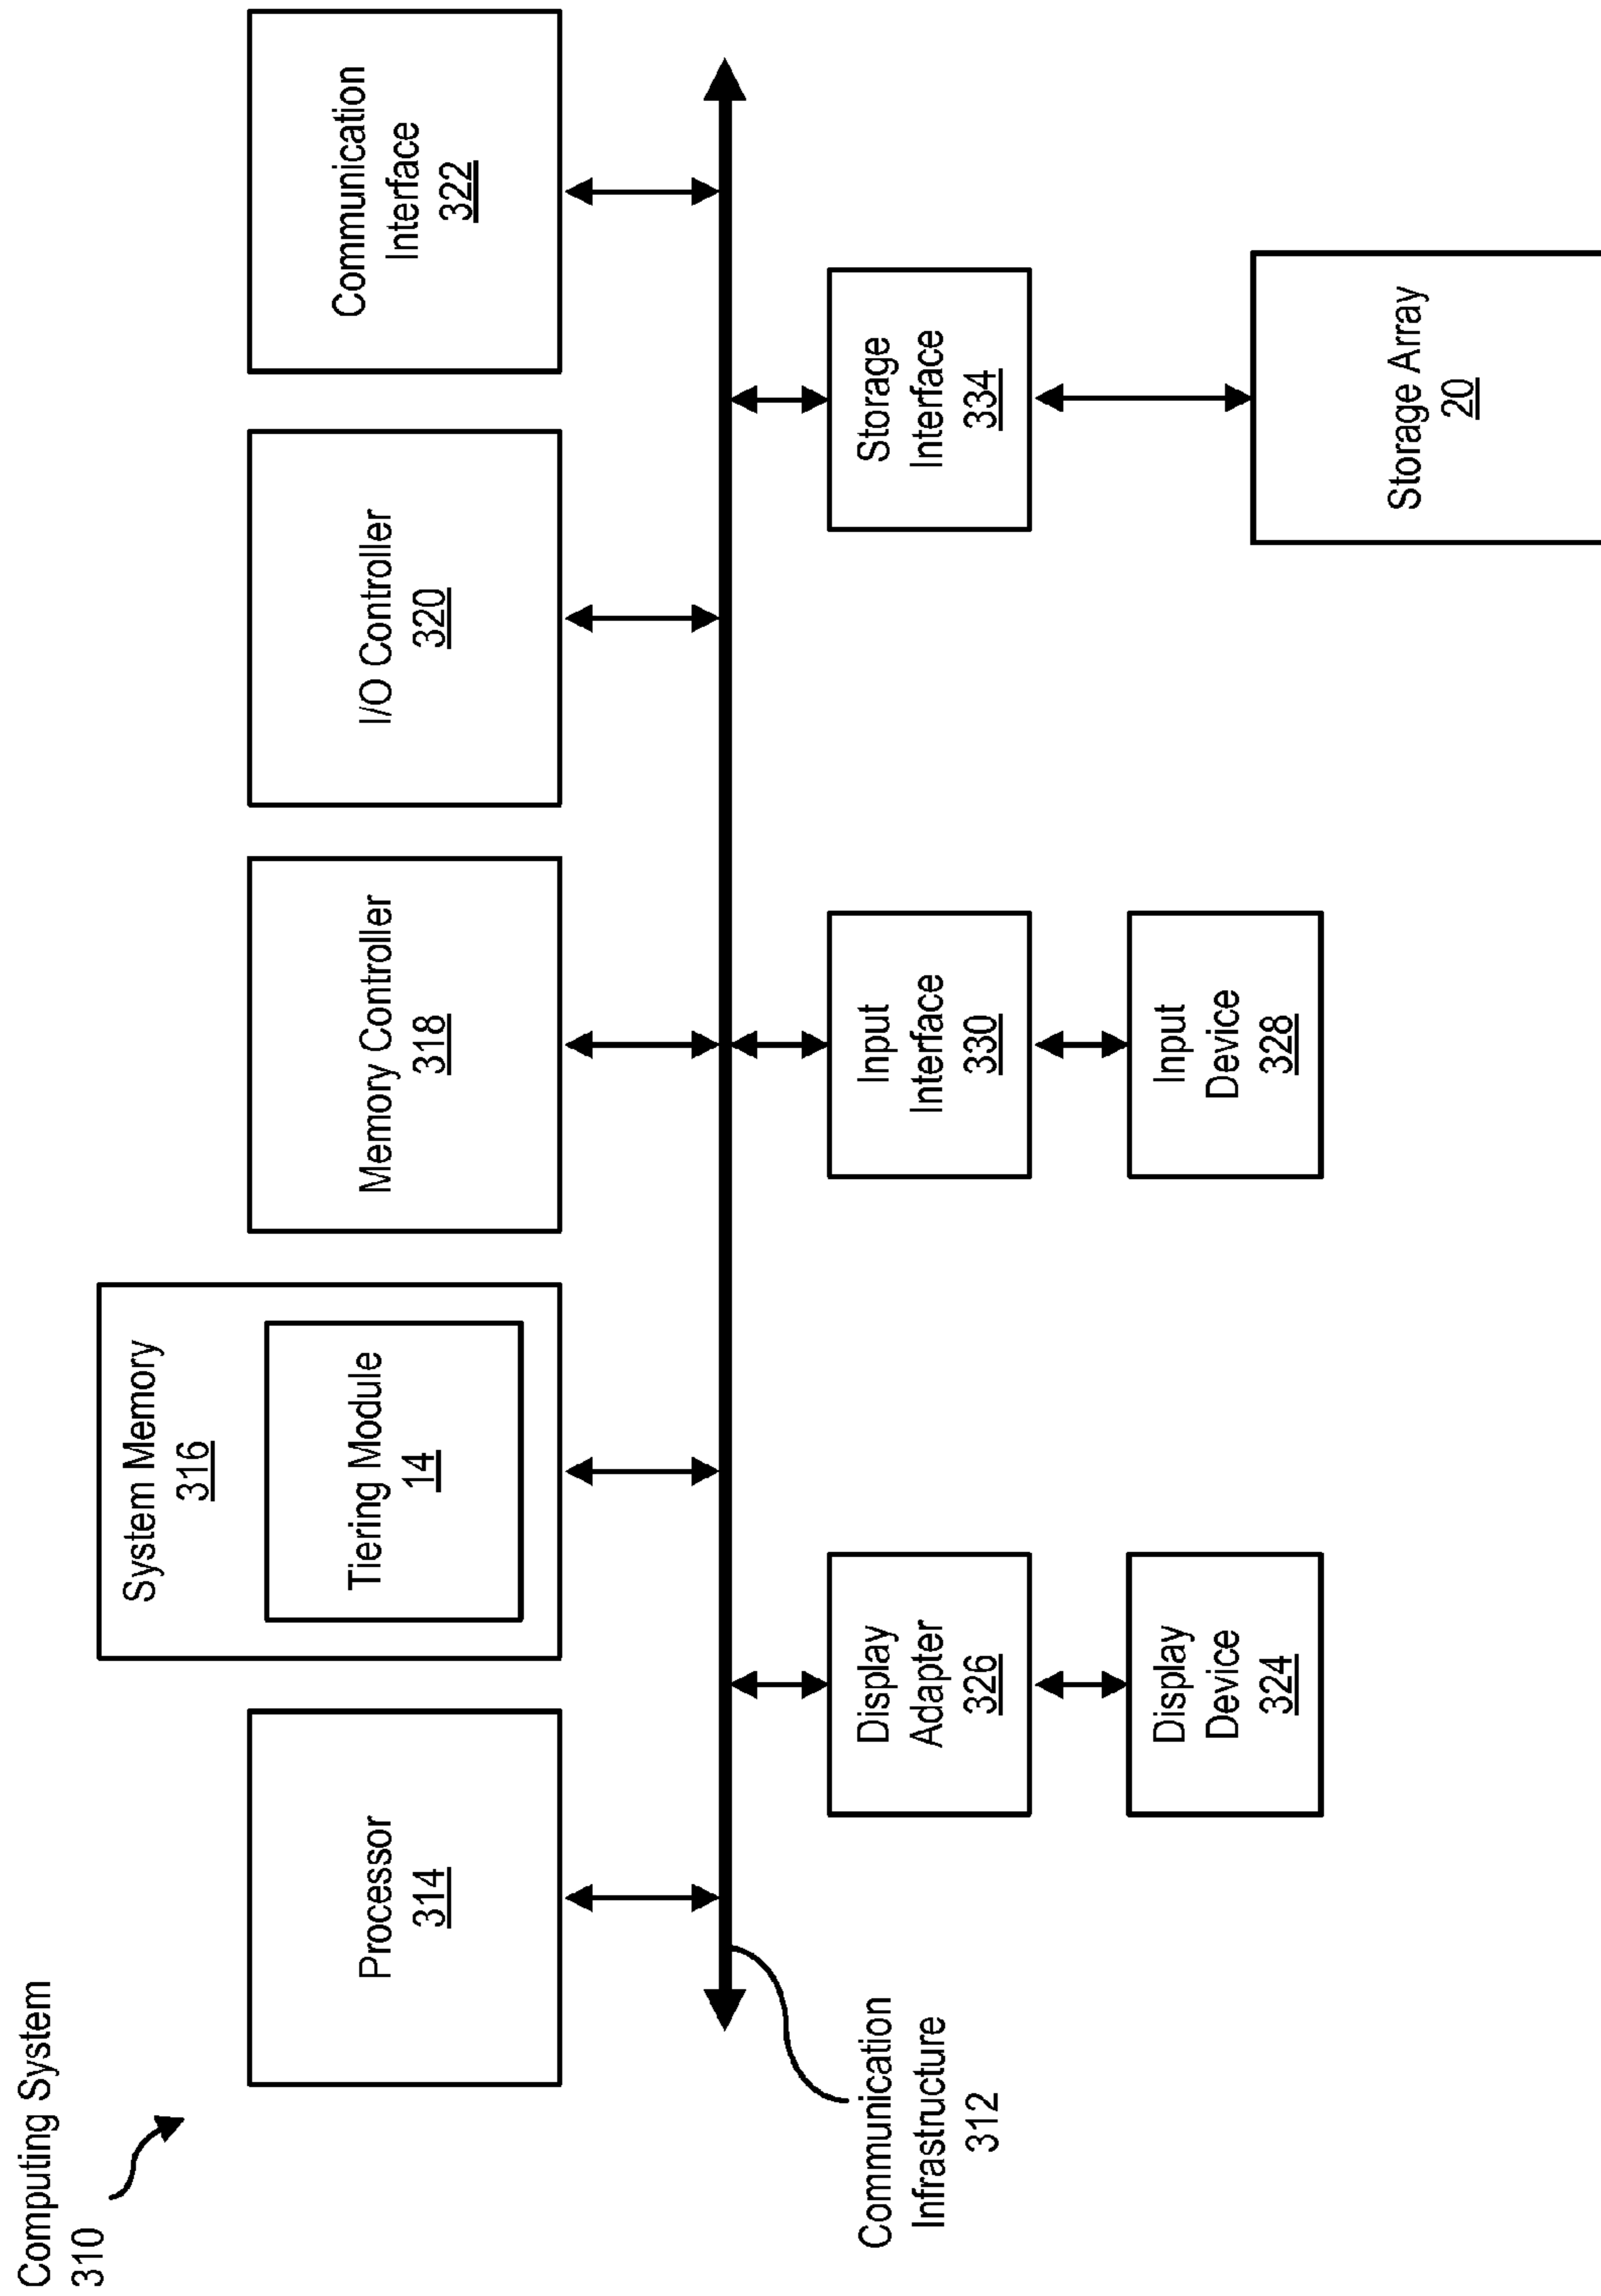 Computing System
310
Processor
314
System Memory
316
Tiering Module
14
Memory Controller
318
I/O Controller
320
Communication
Interface
322
Communication
Infrastructure
312
Display
Adapter
326
Input
Interface
330
Storage
Interface
334
Display
Device
324
Input
Device
328
Storage Array
20